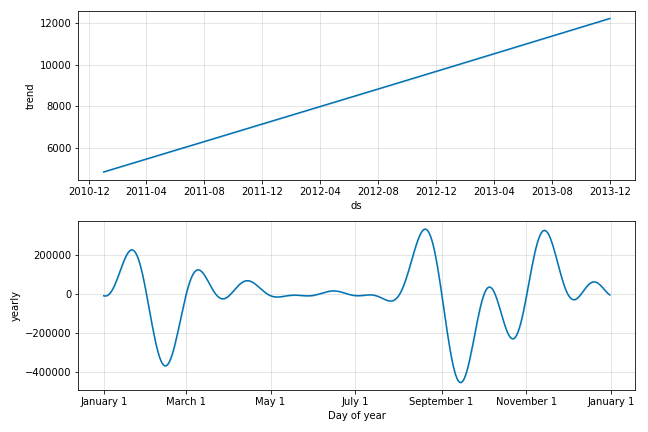 12000
10000
8000
6000
trend
2010-12 2011-04 2011-08 2011-12 2012-04 2012-08 2012-12 2013-04 2013-08 2013-12
ds
200000
0
−200000
−400000
yearly
January 1 March 1 May 1 July 1 September 1 November 1 January 1
Day of year